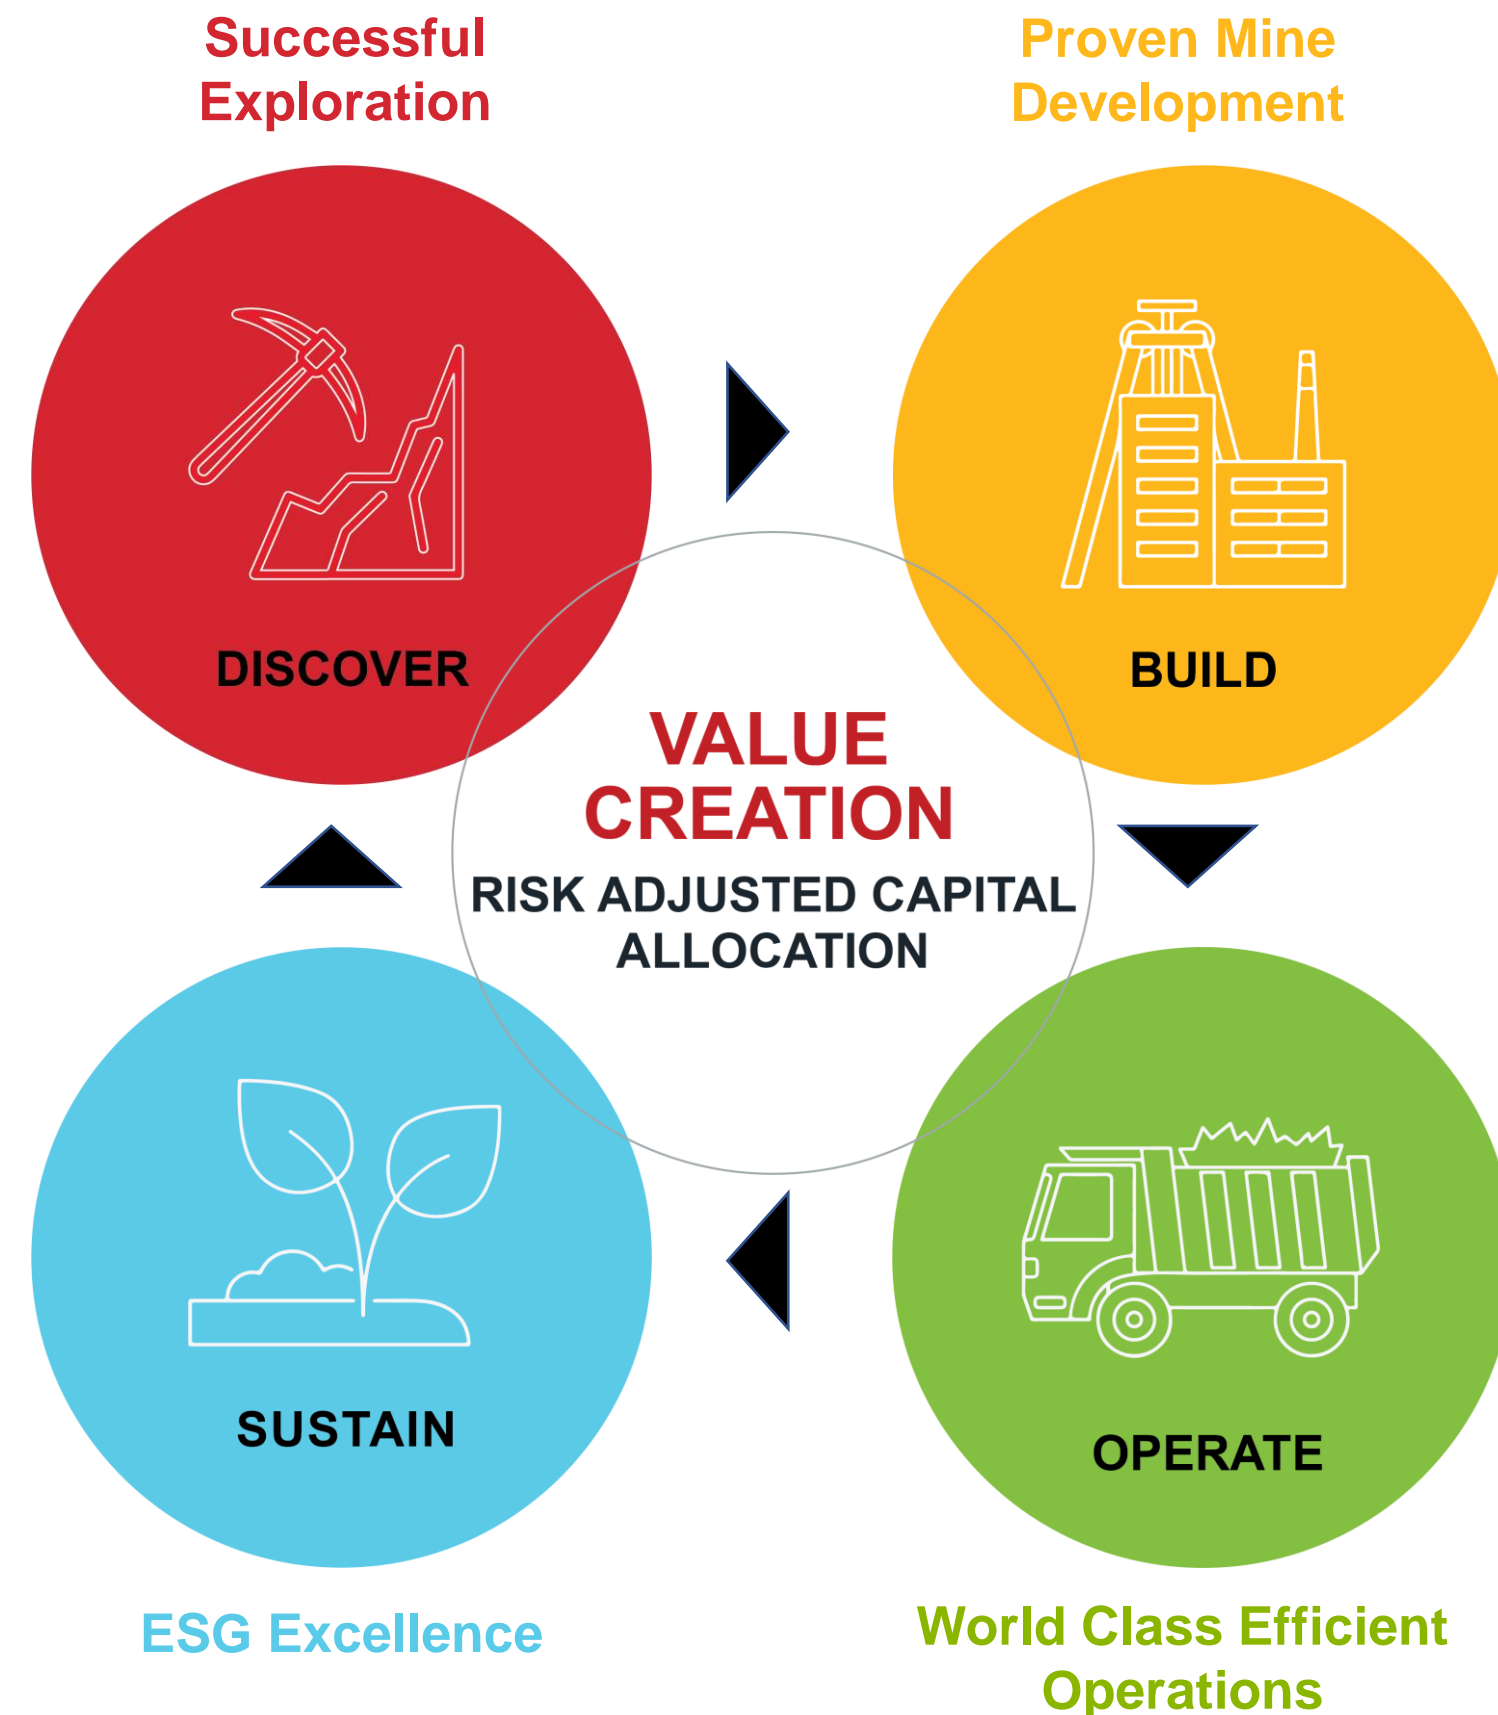 Successful
Exploration
Proven Mine
Development
DISCOVER
BUILD
VALUE
CREATION
RISK ADJUSTED CAPITAL
ALLOCATION
SUSTAIN
OPERATE
ESG Excellence
World Class Efficient
Operations